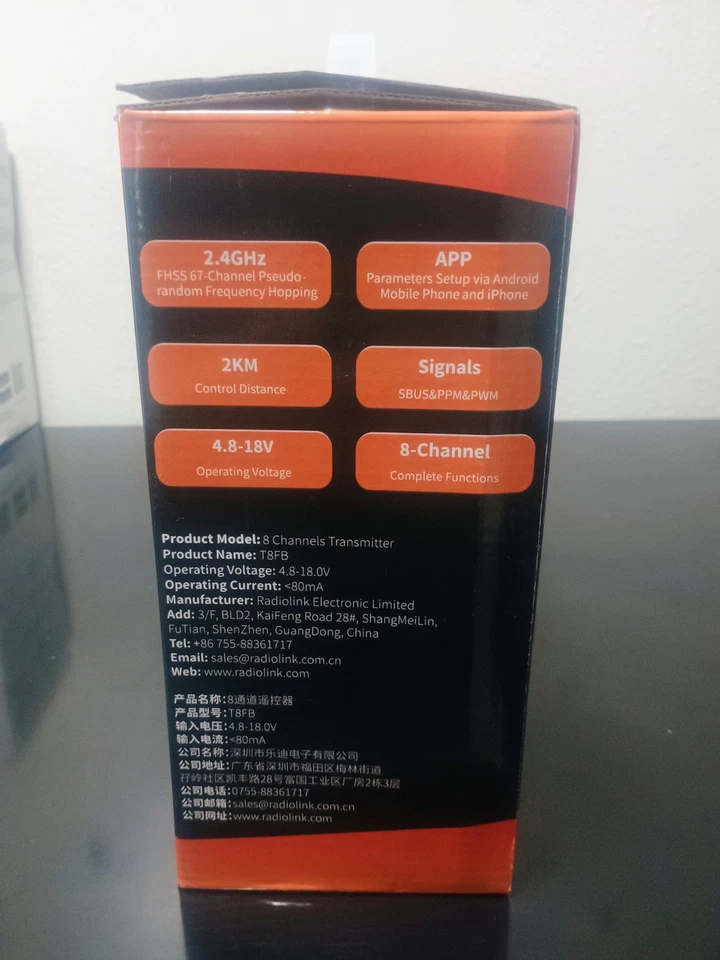 2.4GHz
FHSS 67-Channel Pseudo-
random Frequency Hopping
APP
Parameters Setup via Android
Mobile Phone and iPhone
2KM
Control Distance
Signals
SBUS&PPM&PWM
4.8-18V
Operating Voltage
8-Channel
Complete Functions
Product Model: 8 Channels Transmitter
Product Name: T8FB
Operating Voltage: 4.8-18.0V
Operating Current: <80mA
Manufacturer: Radiolink Electronic Limited
Add: 3/F, BLD2, KaiFeng Road 28#, ShangMeiLin,
FuTian, ShenZhen, GuangDong, China
Tel: +86 755-88361717
Email: sales@radiolink.com.cn
Web: www.radiolink.com
产品名称：8通道遥控器
产品型号：T8FB
输入电压：4.8-18.0V
输入电流：<80mA
公司名称：深圳市乐迪电子有限公司
公司地址：广东省深圳市福田区梅林街道
孖岭社区凯丰路28号富国工业区厂房2栋3层
公司电话：0755-88361717
公司邮箱：sales@radiolink.com.cn
公司网址：www.radiolink.com